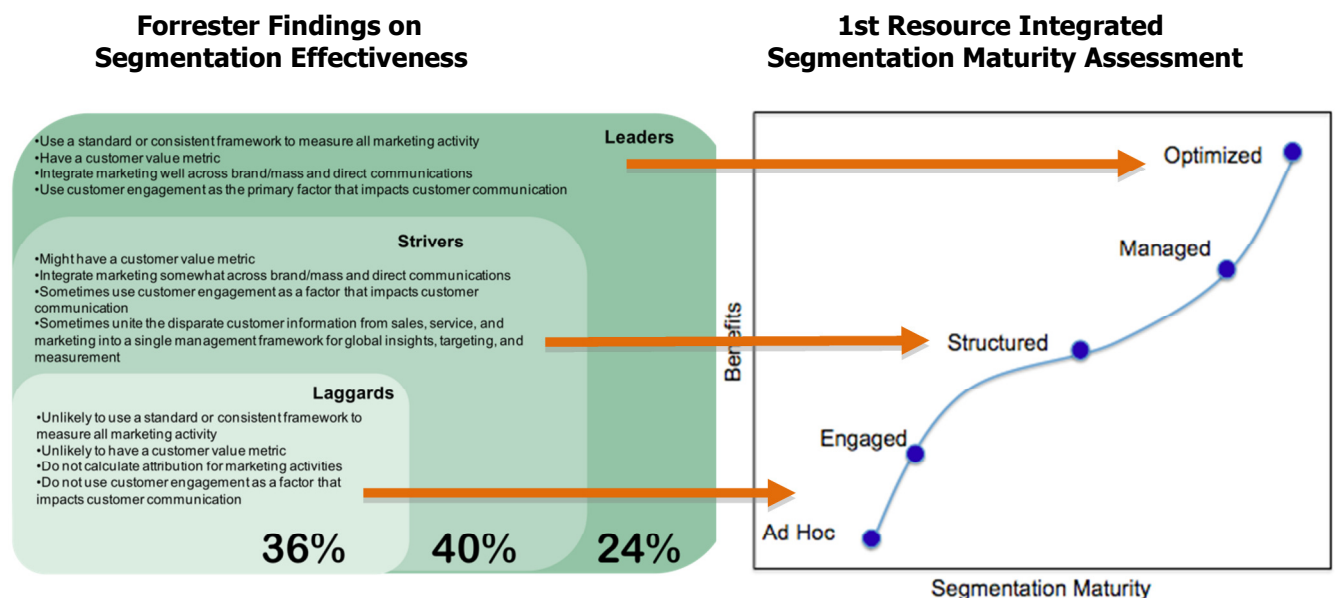 Forrester Findings on
Segmentation Effectiveness
1st Resource Integrated
Segmentation Maturity Assessment
Leaders
•Use a standard or consistent framework to measure all marketing activity
•Have a customer value metric
•Integrate marketing well across brand/mass and direct communications
•Use customer engagement as the primary factor that impacts customer communication
Strivers
•Might have a customer value metric
•Integrate marketing somewhat across brand/mass and direct communications
•Sometimes use customer engagement as a factor that impacts customer
communication
•Sometimes unite the disparate customer information from sales, service, and
marketing into a single management framework for global insights, targeting, and
measurement
Laggards
•Unlikely to use a standard or consistent framework to
measure all marketing activity
•Unlikely to have a customer value metric
•Do not calculate attribution for marketing activities
•Do not use customer engagement as a factor that
impacts customer communication
36%
40%
24%
Benefits
Optimized
Managed
Structured
Engaged
Ad Hoc
Segmentation Maturity